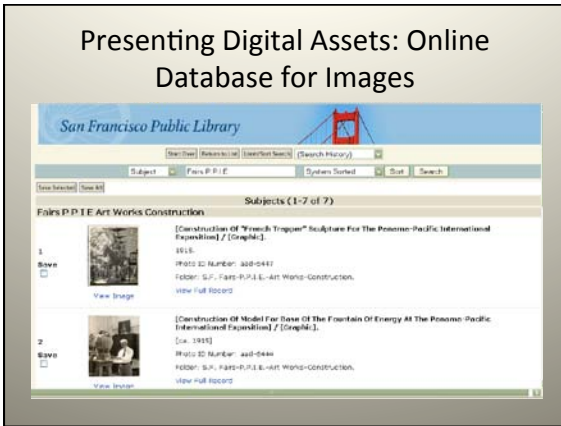 Presenting Digital Assets: Online
Database for Images
San Francisco Public Library
Start Over Return to List Limit/Sort Search (Search History)
Subject Fairs P.P.I.E System Sorted Sort Search
Save Selected Save All
Subjects (1-7 of 7)
Fairs P P I E Art Works Construction
[Construction Of "French Trapper" Sculpture For The Panama-Pacific International
Exposition] / [Graphic].
1
1915.
Save
Photo ID Number: aad-6447
Folder: S.F. Fairs-P.P.I.E.-Art Works-Construction.
View Full Record
View Image
[Construction Of Model For Base Of The Fountain Of Energy At The Panama-Pacific
International Exposition] / [Graphic].
2
[ca. 1915]
Save
Photo ID Number: aad-6444
Folder: S.F. Fairs-P.P.I.E.-Art Works-Construction.
View Full Record
View Image